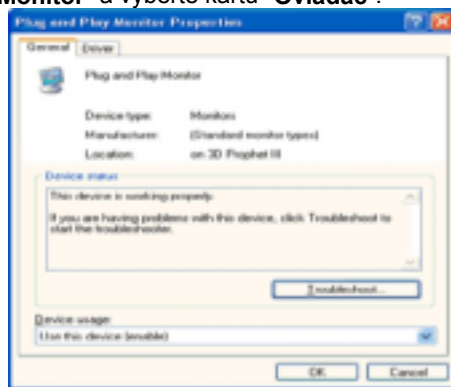 Monitor" a vyberte kartu "Ovladač".
Plug and Play Monitor Properties
General Driver
Plug and Play Monitor
Device type: Monitors
Manufacturer: (Standard monitor types)
Location: on 3D Prophet III
Device status
This device is working properly.
If you are having problems with this device, click Troubleshoot to
start the troubleshooter.
Troubleshoot...
Device usage:
Use this device (enable)
OK Cancel